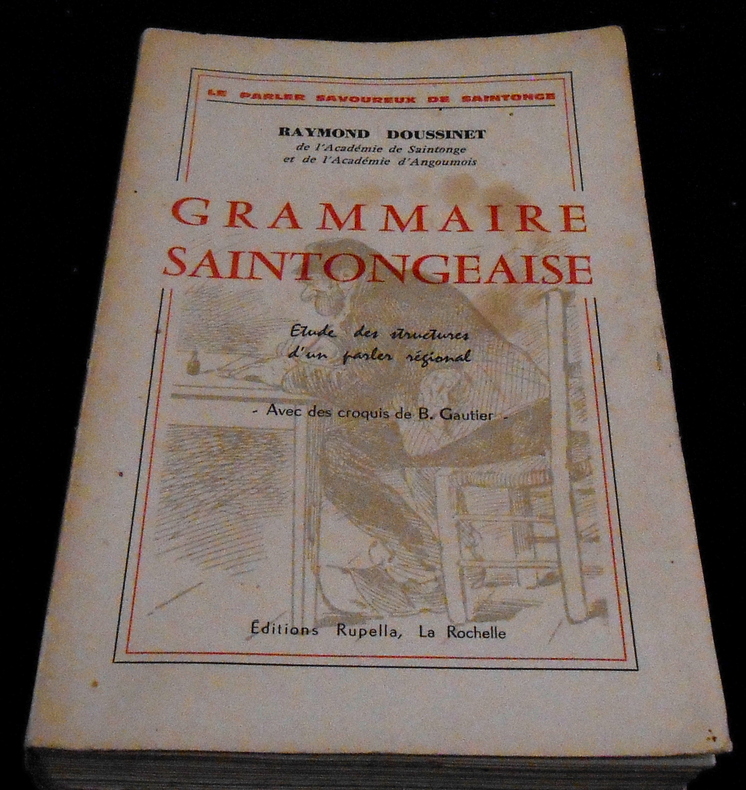 LE PARLER SAVOUREUX DE SAINTONGE
RAYMOND DOUSSINET
de l'Académie de Saintonge
et de l'Académie d'Angoumois
GRAMMAIRE
SAINTONGEAISE
Etude des structures
d'un parler régional
- Avec des croquis de B. Gautier -
Éditions Rupella, La Rochelle